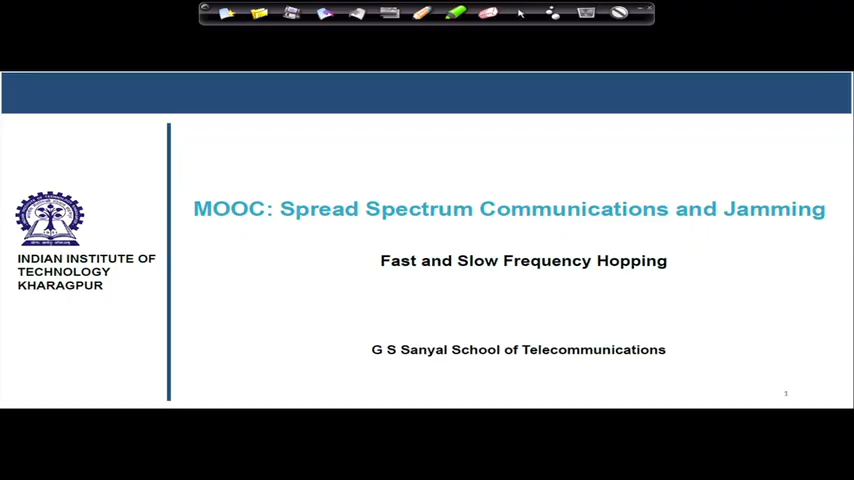 MOOC: Spread Spectrum Communications and Jamming
Fast and Slow Frequency Hopping
INDIAN INSTITUTE OF
TECHNOLOGY
KHARAGPUR
G S Sanyal School of Telecommunications